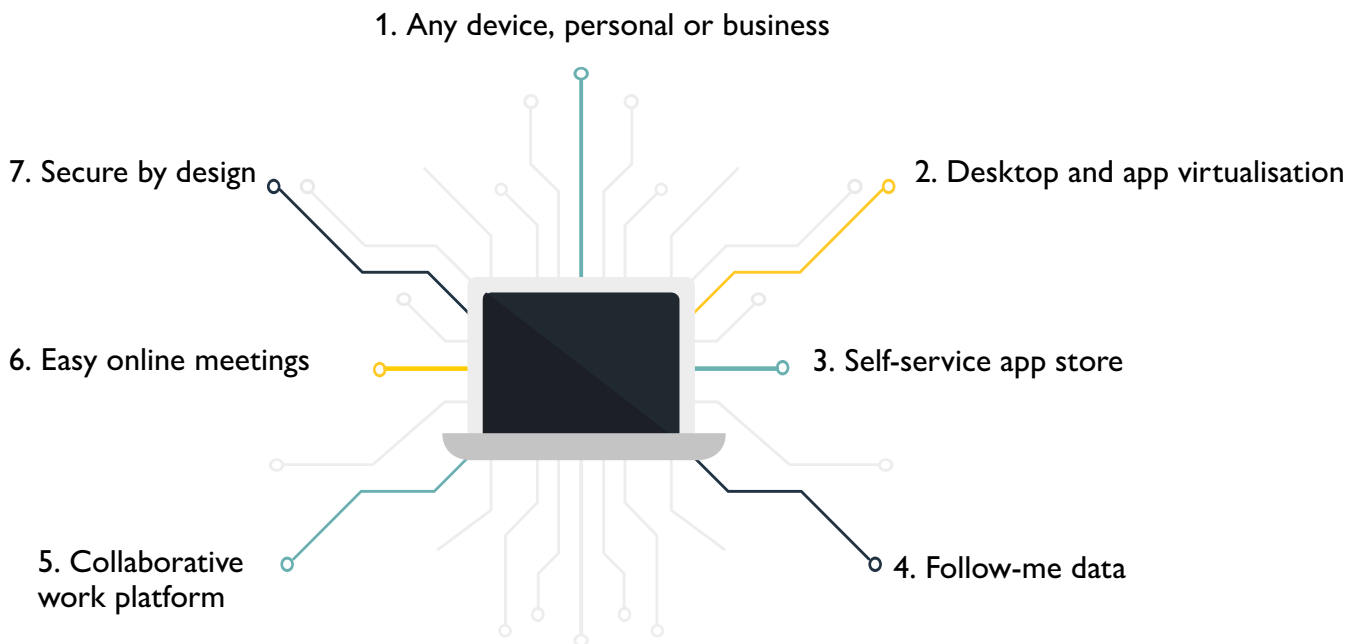 1. Any device, personal or business
7. Secure by design
2. Desktop and app virtualisation
6. Easy online meetings
3. Self-service app store
5. Collaborative
work platform
4. Follow-me data